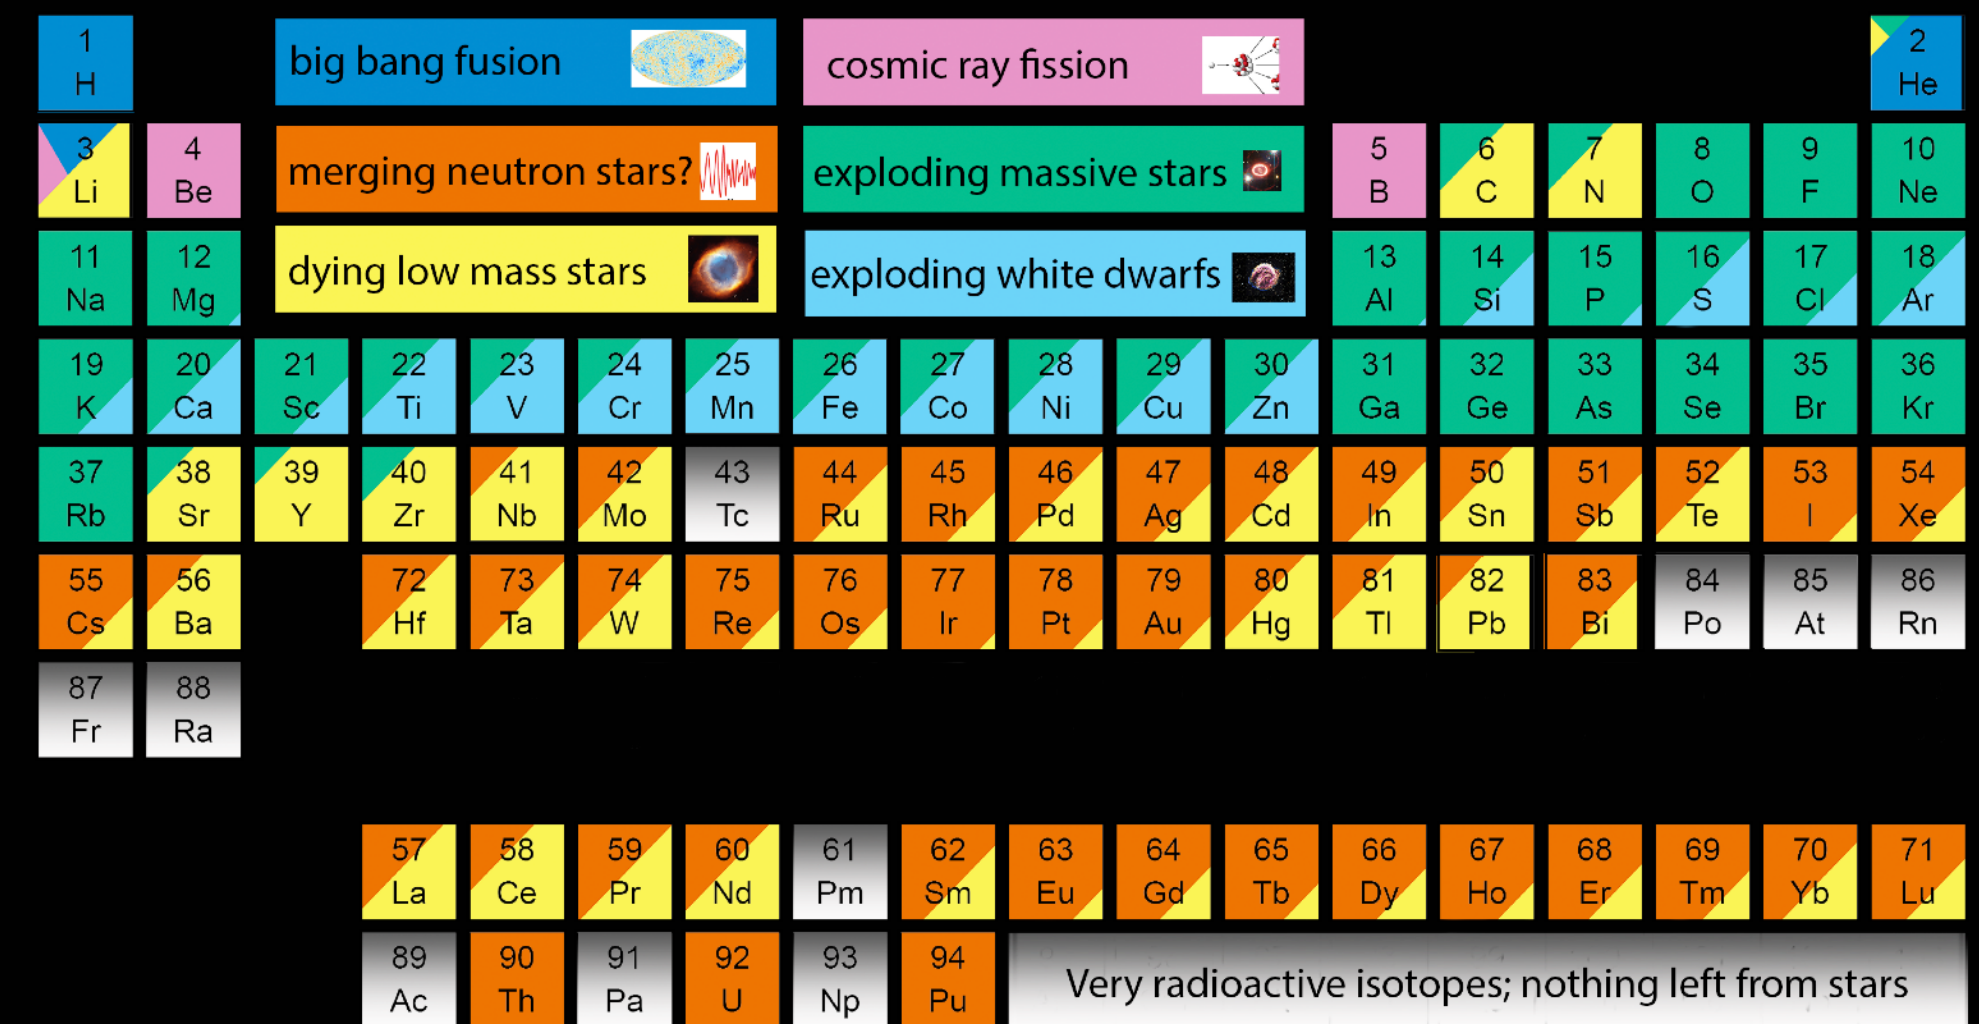 1 H
big bang fusion
cosmic ray fission
2 He
3 Li
4 Be
merging neutron stars?
exploding massive stars
5 B
6 C
7 N
8 O
9 F
10 Ne
11 Na
12 Mg
dying low mass stars
exploding white dwarfs
13 Al
14 Si
15 P
16 S
17 Cl
18 Ar
19 K
20 Ca
21 Sc
22 Ti
23 V
24 Cr
25 Mn
26 Fe
27 Co
28 Ni
29 Cu
30 Zn
31 Ga
32 Ge
33 As
34 Se
35 Br
36 Kr
37 Rb
38 Sr
39 Y
40 Zr
41 Nb
42 Mo
43 Tc
44 Ru
45 Rh
46 Pd
47 Ag
48 Cd
49 In
50 Sn
51 Sb
52 Te
53 I
54 Xe
55 Cs
56 Ba
72 Hf
73 Ta
74 W
75 Re
76 Os
77 Ir
78 Pt
79 Au
80 Hg
81 Tl
82 Pb
83 Bi
84 Po
85 At
86 Rn
87 Fr
88 Ra
57 La
58 Ce
59 Pr
60 Nd
61 Pm
62 Sm
63 Eu
64 Gd
65 Tb
66 Dy
67 Ho
68 Er
69 Tm
70 Yb
71 Lu
89 Ac
90 Th
91 Pa
92 U
93 Np
94 Pu
Very radioactive isotopes; nothing left from stars